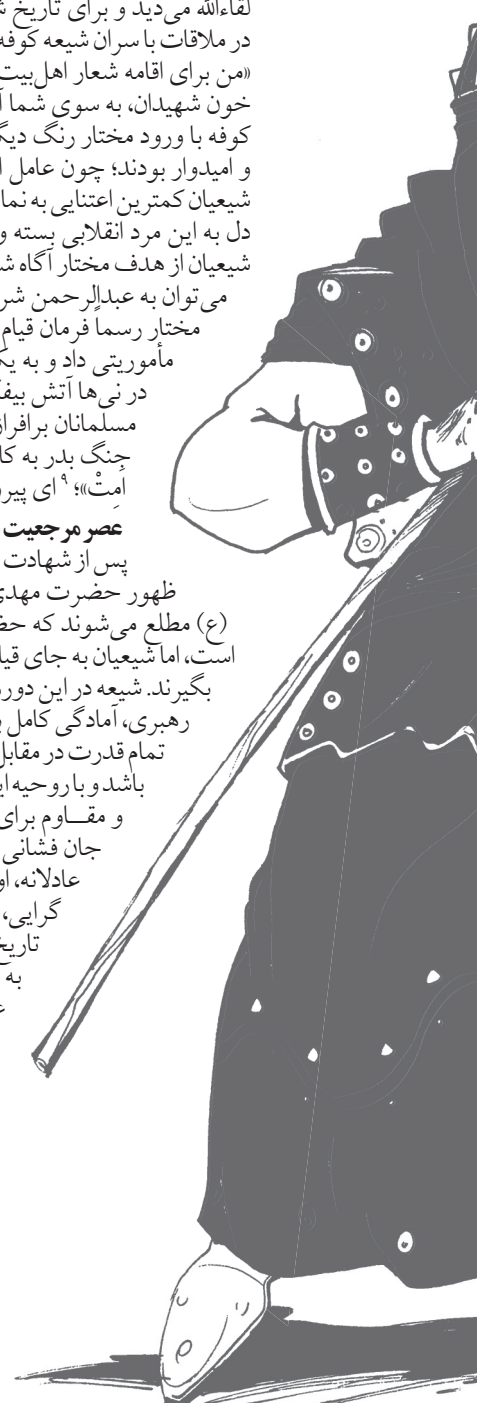 لقاءالله می‌دید و برای تاریخ ش
در ملاقات با سران شیعه کوفه
«من برای اقامه شعار اهل‌بیت
خون شهیدان، به سوی شما آ
کوفه با ورود مختار رنگ دیگ
و امیدوار بودند؛ چون عامل ا
شیعیان کمترین اعتنایی به نما
دل به این مرد انقلابی بسته و
شیعیان از هدف مختار آگاه ش
می‌توان به عبدالرحمن شر
مختار رسماً فرمان قیام
مأموریتی داد و به یک
در نی‌ها آتش بیف
مسلمانان برافراز
جنگ بدر به کا
اَمِتْ»؛ ۹ ای پیرو
عصر مرجعیت
پس از شهادت
ظهور حضرت مهدی
(ع) مطلع می‌شوند که حض
است، اما شیعیان به جای قیا
بگیرند. شیعه در این دوره
رهبری، آمادگی کامل ب
تمام قدرت در مقابل
باشد و با روحیه ای
و مقـــاوم برای
جان فشانی
عادلانه، او
گرایی،
تاریخ
به
ع